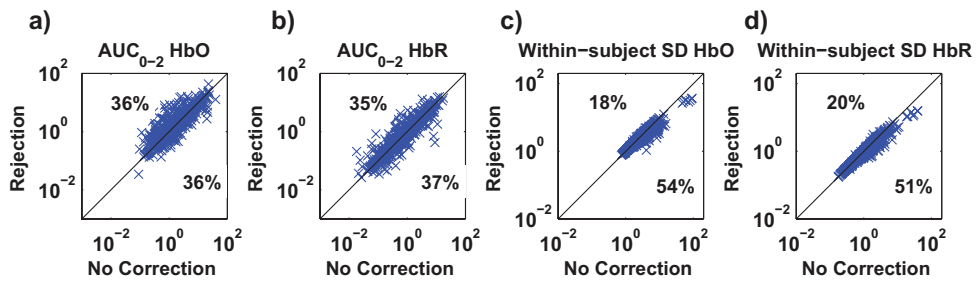 a)
AUC0−2 HbO
Rejection
10^2
10^0
10^−2
36%
36%
10^−2 10^0 10^2
No Correction
b)
AUC0−2 HbR
Rejection
10^2
10^0
10^−2
35%
37%
10^−2 10^0 10^2
No Correction
c)
Within−subject SD HbO
Rejection
10^2
10^0
10^−2
18%
54%
10^−2 10^0 10^2
No Correction
d)
Within−subject SD HbR
Rejection
10^2
10^0
10^−2
20%
51%
10^−2 10^0 10^2
No Correction